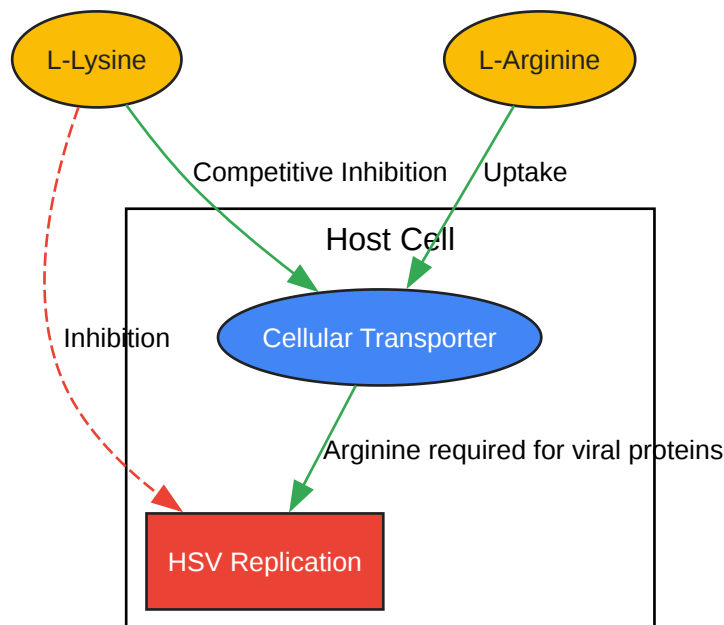 L-Lysine
L-Arginine
Competitive Inhibition
Uptake
Host Cell
Inhibition
Cellular Transporter
Arginine required for viral proteins
HSV Replication